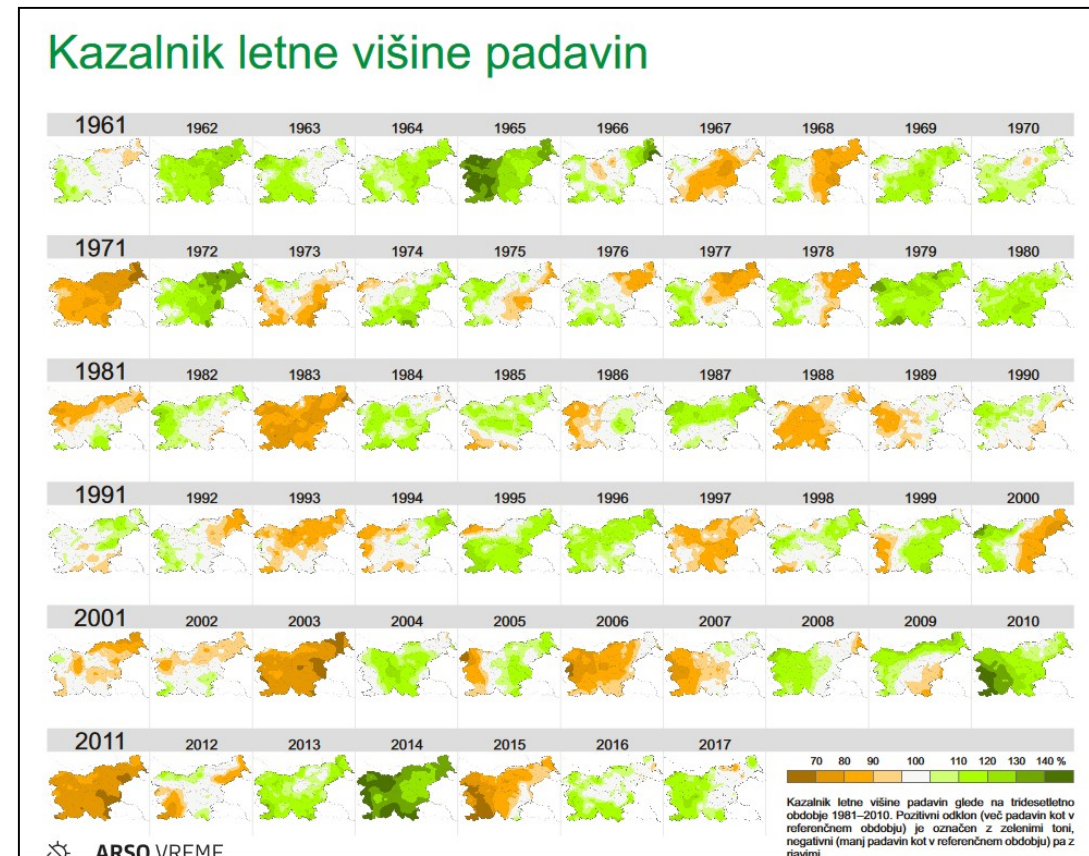 Kazalnik letne višine padavin
1961 1962 1963 1964 1965 1966 1967 1968 1969 1970
1971 1972 1973 1974 1975 1976 1977 1978 1979 1980
1981 1982 1983 1984 1985 1986 1987 1988 1989 1990
1991 1992 1993 1994 1995 1996 1997 1998 1999 2000
2001 2002 2003 2004 2005 2006 2007 2008 2009 2010
2011 2012 2013 2014 2015 2016 2017
70 80 90 100 110 120 130 140 %
Kazalnik letne višine padavin glede na tridesetletno
obdobje 1981–2010. Pozitivni odklon (več padavin kot v
referenčnem obdobju) je označen z zelenimi toni,
negativni (manj padavin kot v referenčnem obdobju) pa z
rjavimi.
ARSO VREME